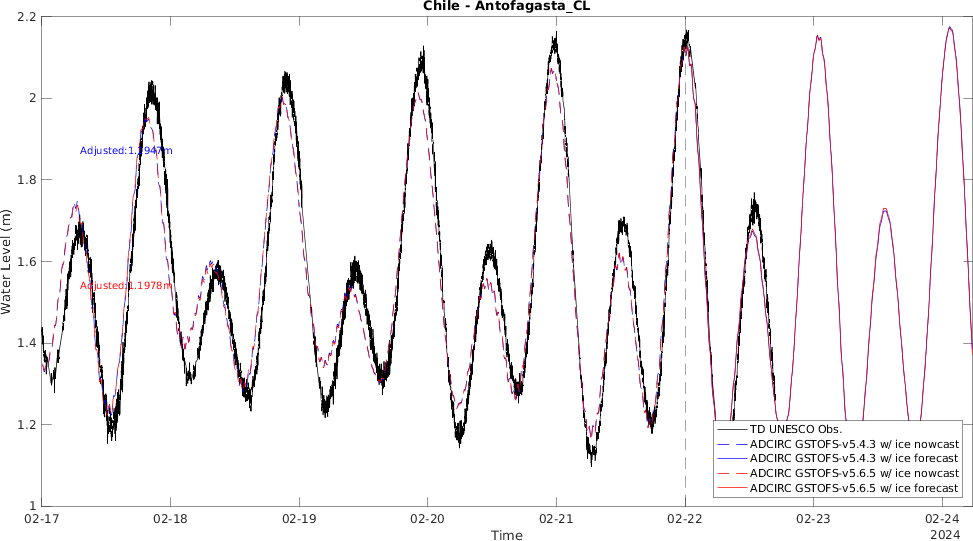 Chile - Antofagasta_CL
2.2
2
1.8
1.6
1.4
1.2
1
Water Level (m)
Adjusted:1.1947m
Adjusted:1.1978m
TD UNESCO Obs.
ADCIRC GSTOFS-v5.4.3 w/ ice nowcast
ADCIRC GSTOFS-v5.4.3 w/ ice forecast
ADCIRC GSTOFS-v5.6.5 w/ ice nowcast
ADCIRC GSTOFS-v5.6.5 w/ ice forecast
02-17 02-18 02-19 02-20 02-21 02-22 02-23 02-24
Time
2024